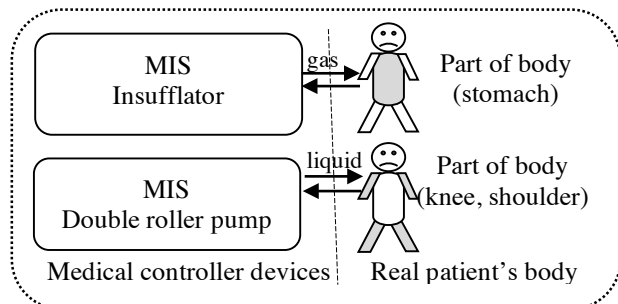 MIS
Insufflator
gas
Part of body
(stomach)
MIS
Double roller pump
liquid
Part of body
(knee, shoulder)
Medical controller devices
Real patient's body